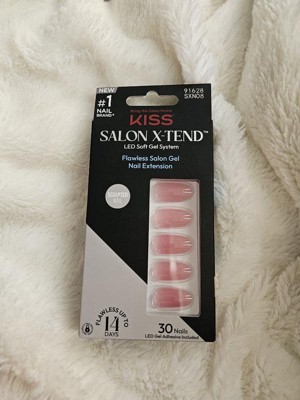 NEW
#1
NAIL
BRAND*
91628
SXN08
KISS
SALON X-TEND™
LED Soft Gel System
Flawless Salon Gel
Nail Extension
FLAWLESS UP TO
14
DAYS
30 Nails
LED Gel Adhesive Included